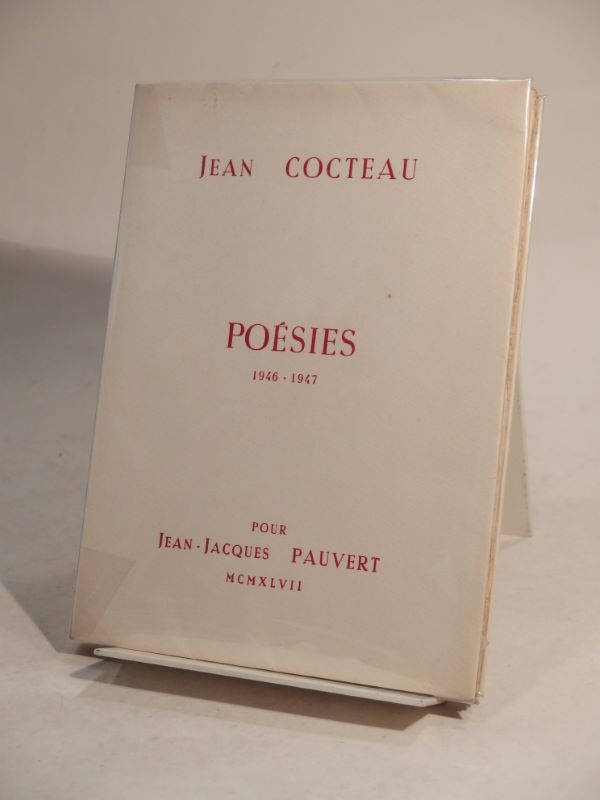 JEAN COCTEAU
POÉSIES
1946 - 1947
POUR
JEAN-JACQUES PAUVERT
MCMXLVII